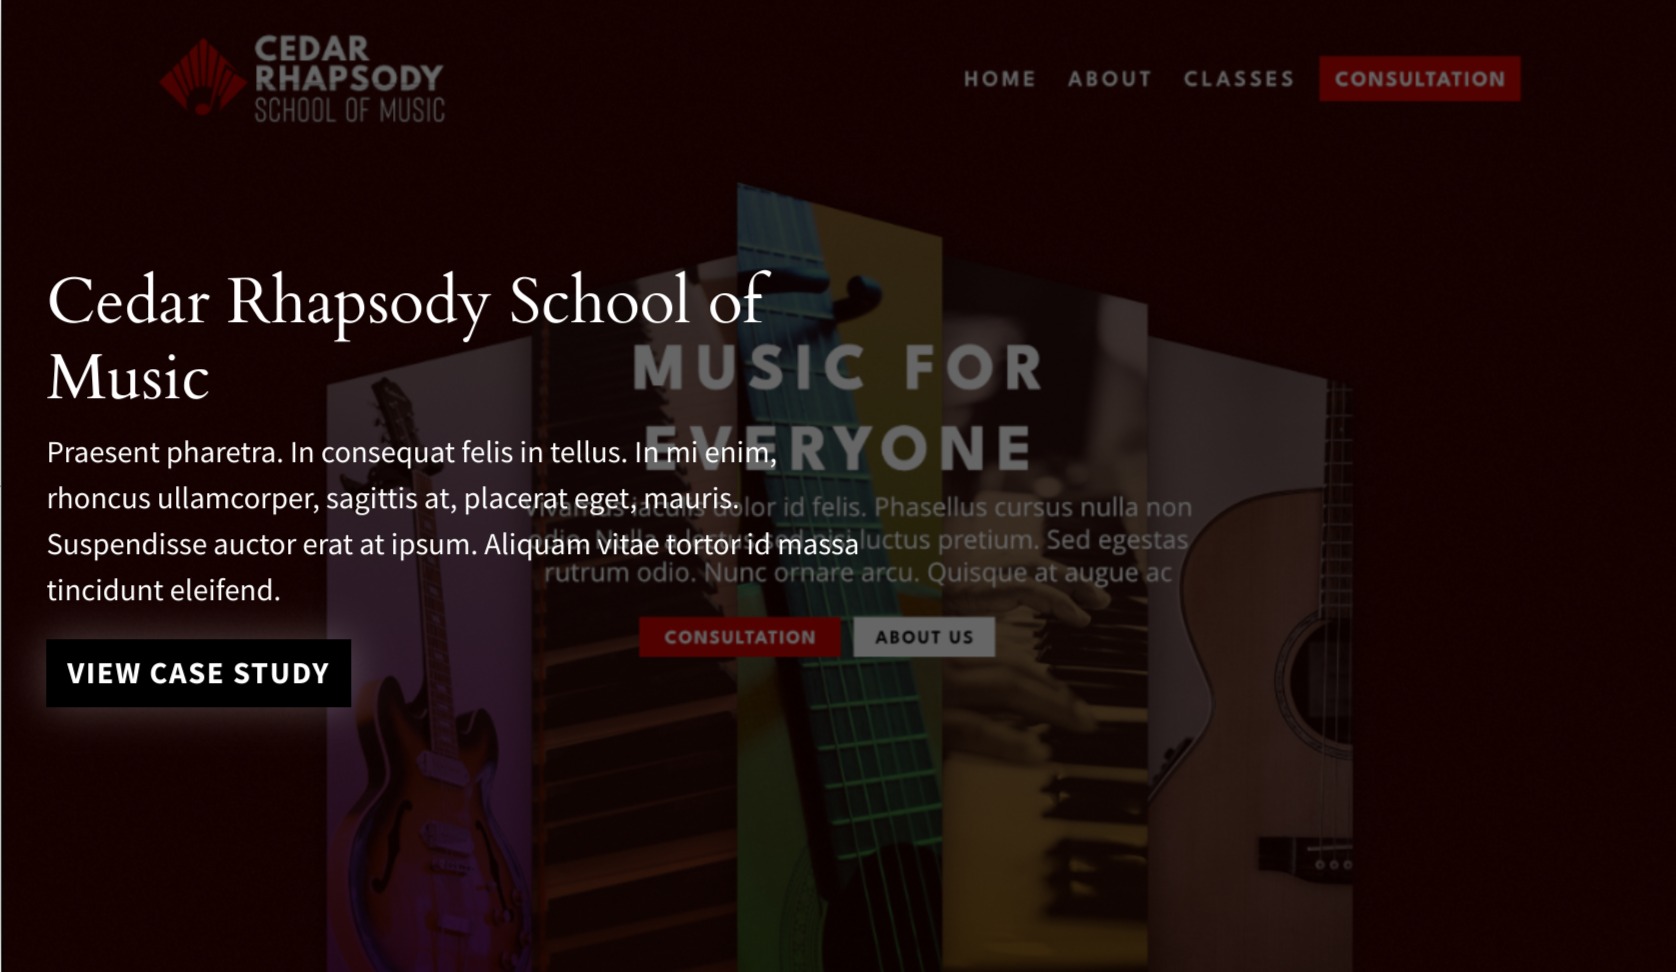 CEDAR
RHAPSODY
SCHOOL OF MUSIC
HOME ABOUT CLASSES CONSULTATION
Cedar Rhapsody School of
Music
Praesent pharetra. In consequat felis in tellus. In mi enim,
rhoncus ullamcorper, sagittis at, placerat eget, mauris.
Suspendisse auctor erat at ipsum. Aliquam vitae tortor id massa
tincidunt eleifend.
VIEW CASE STUDY
MUSIC FOR
EVERYONE
dolor id felis. Phasellus cursus nulla non
luctus pretium. Sed egestas
rutrum odio. Nunc ornare arcu. Quisque at augue ac
CONSULTATION ABOUT US